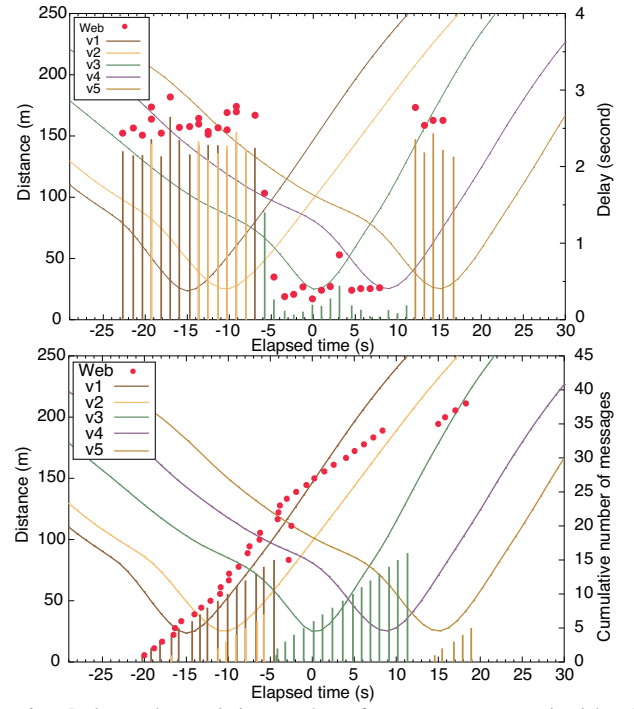 250
200
150
100
50
0
Distance (m)
Web
v1
v2
v3
v4
v5
4
3
2
1
0
Delay (second)
-25 -20 -15 -10 -5 0 5 10 15 20 25 30
Elapsed time (s)
250
200
150
100
50
0
Distance (m)
Web
v1
v2
v3
v4
v5
45
40
35
30
25
20
15
10
5
0
Cumulative number of messages
-25 -20 -15 -10 -5 0 5 10 15 20 25 30
Elapsed time (s)